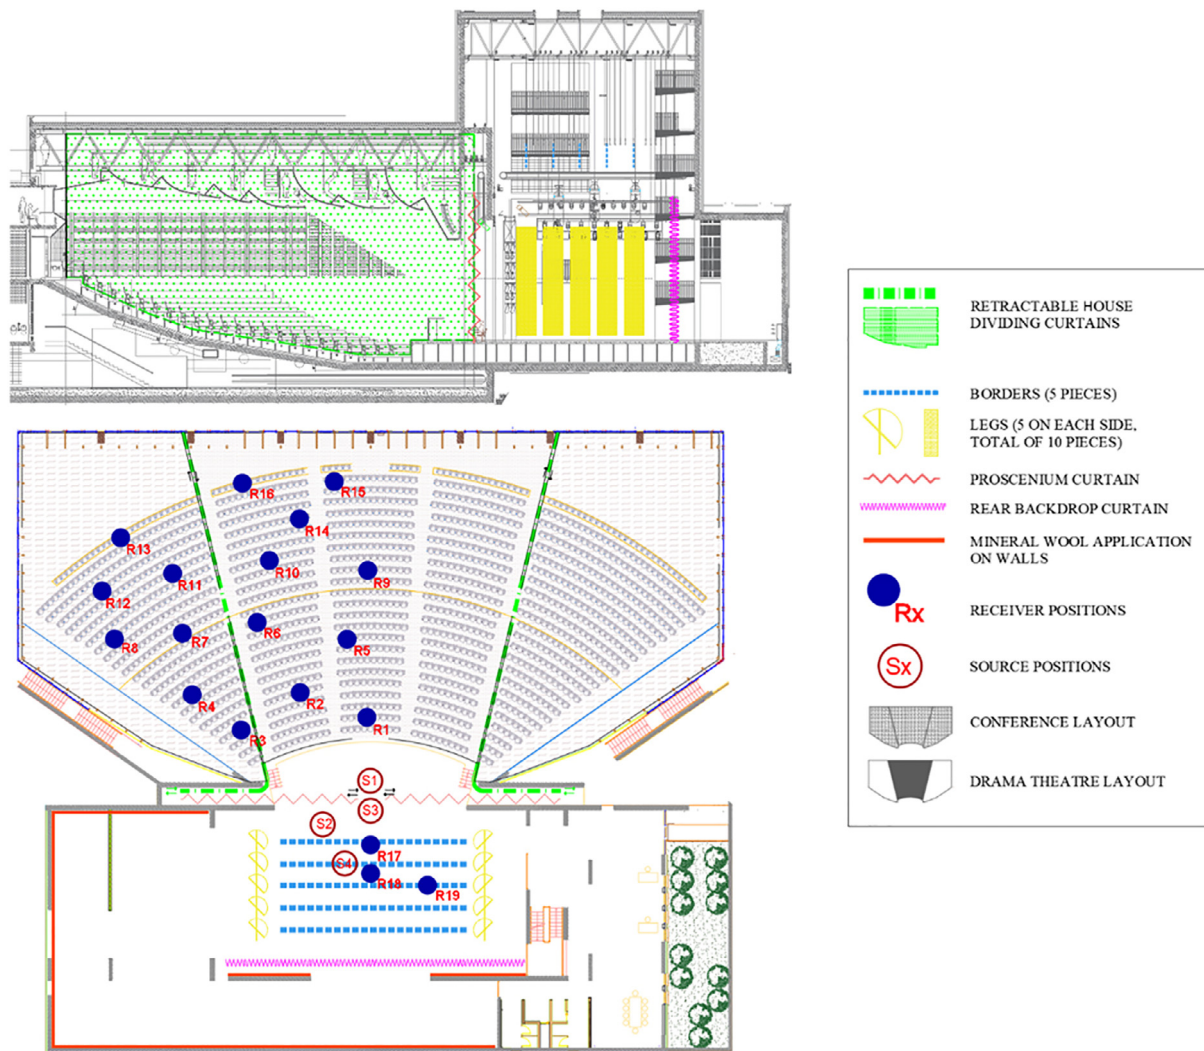 RETRACTABLE HOUSE
DIVIDING CURTAINS
BORDERS (5 PIECES)
LEGS (5 ON EACH SIDE,
TOTAL OF 10 PIECES)
PROSCENIUM CURTAIN
REAR BACKDROP CURTAIN
MINERAL WOOL APPLICATION
ON WALLS
Rx
RECEIVER POSITIONS
Sx
SOURCE POSITIONS
CONFERENCE LAYOUT
DRAMA THEATRE LAYOUT
R16
R15
R14
R13
R10
R9
R11
R12
R6
R7
R8
R5
R2
R4
R1
R3
S1
S3
S2
R17
S4
R18
R19